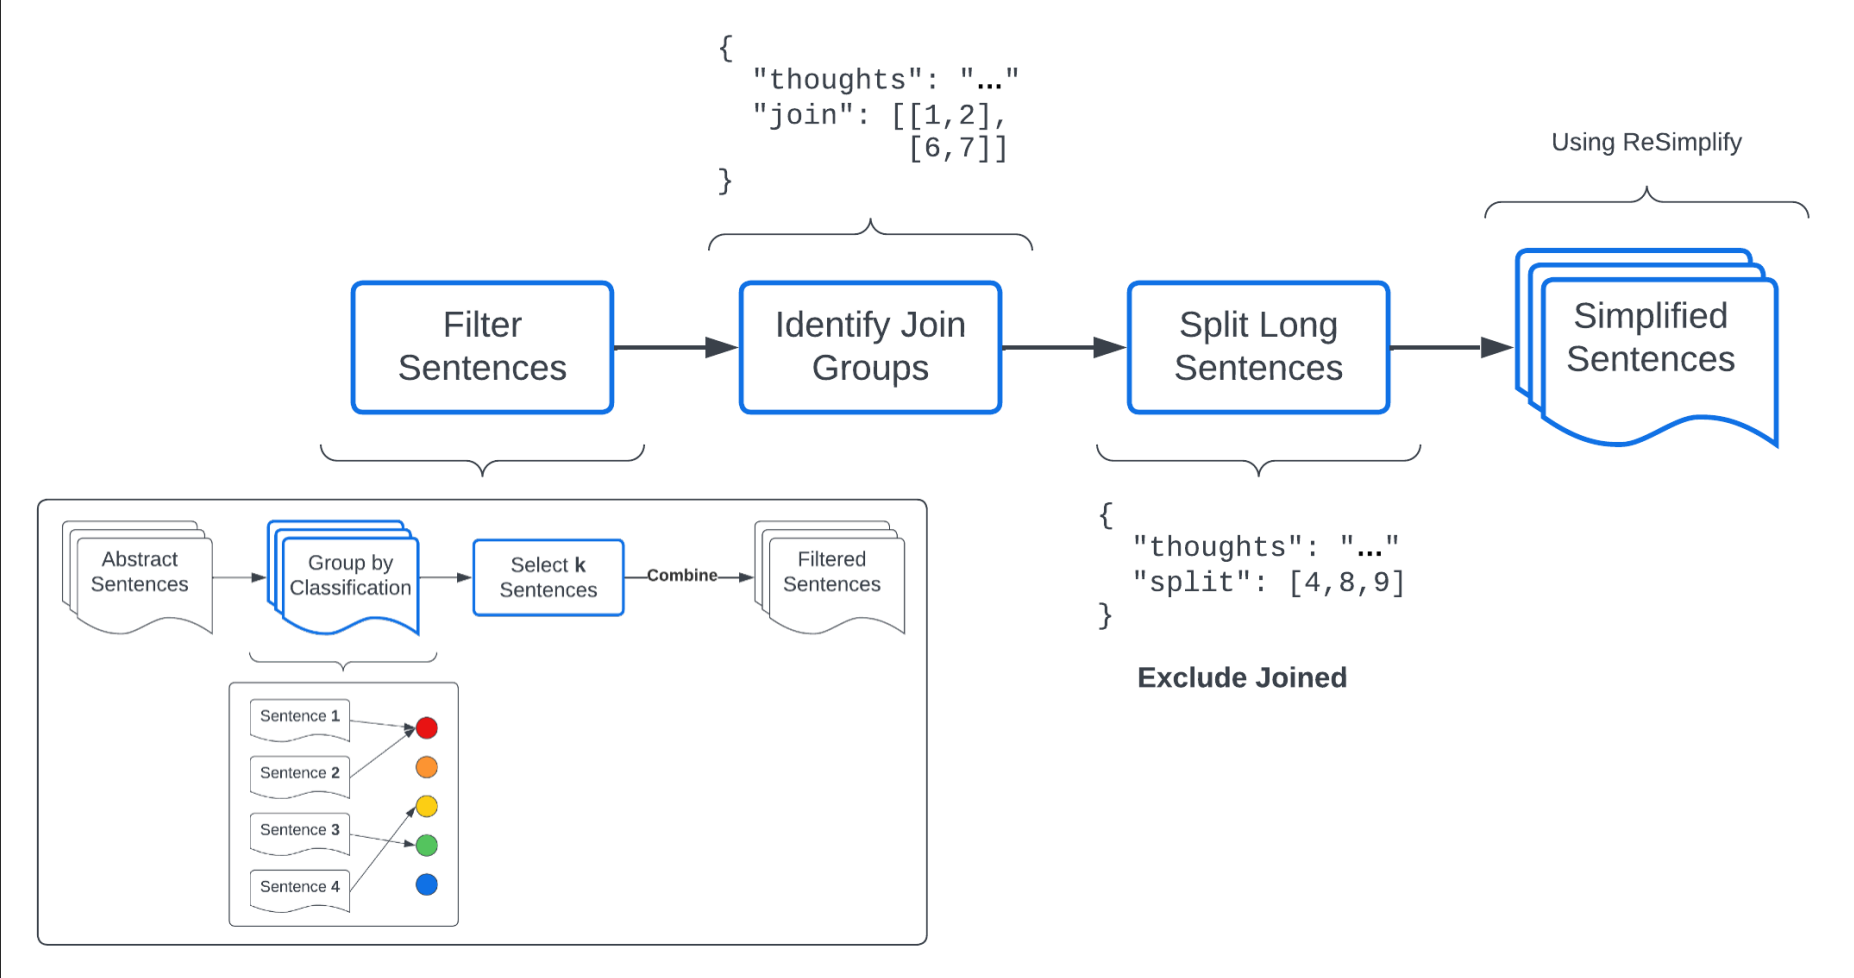 {
"thoughts": "..."
"join": [[1,2],
[6,7]]
}
Using ReSimplify
Filter
Sentences
Identify Join
Groups
Split Long
Sentences
Simplified
Sentences
Abstract
Sentences
Group by
Classification
Select k
Sentences
Combine
Filtered
Sentences
Sentence 1
Sentence 2
Sentence 3
Sentence 4
{
"thoughts": "..."
"split": [4,8,9]
}
Exclude Joined